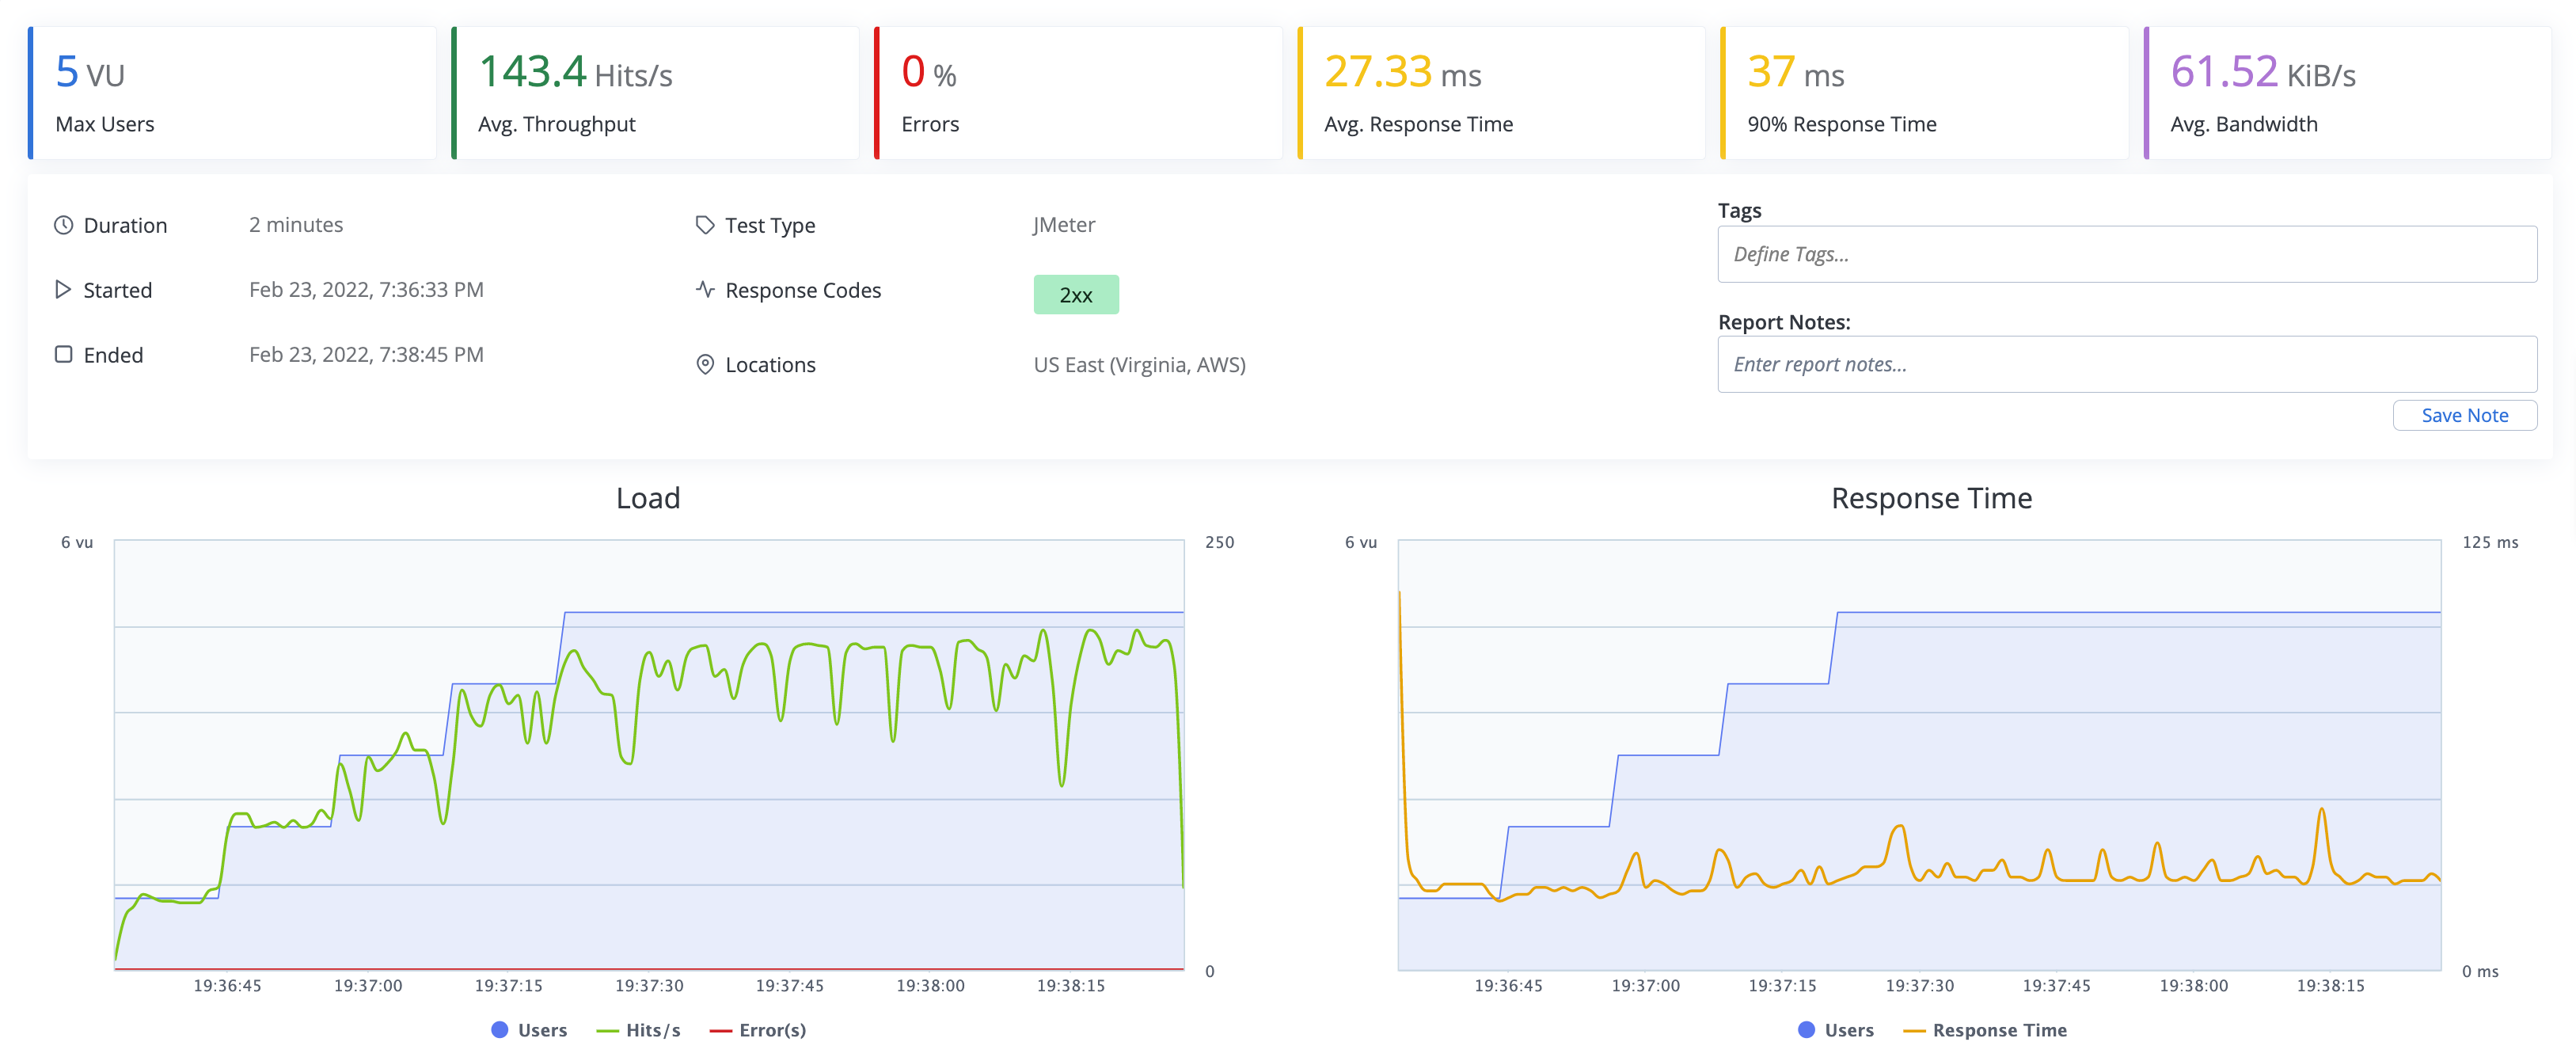 5 VU
Max Users
143.4 Hits/s
Avg. Throughput
0 %
Errors
27.33 ms
Avg. Response Time
37 ms
90% Response Time
61.52 KiB/s
Avg. Bandwidth
Duration 2 minutes
Started Feb 23, 2022, 7:36:33 PM
Ended Feb 23, 2022, 7:38:45 PM
Test Type JMeter
Response Codes 2xx
Locations US East (Virginia, AWS)
Tags
Define Tags...
Report Notes:
Enter report notes...
Save Note
Load
6 vu
250
0
19:36:45 19:37:00 19:37:15 19:37:30 19:37:45 19:38:00 19:38:15
Users Hits/s Error(s)
Response Time
6 vu
125 ms
0 ms
19:36:45 19:37:00 19:37:15 19:37:30 19:37:45 19:38:00 19:38:15
Users Response Time